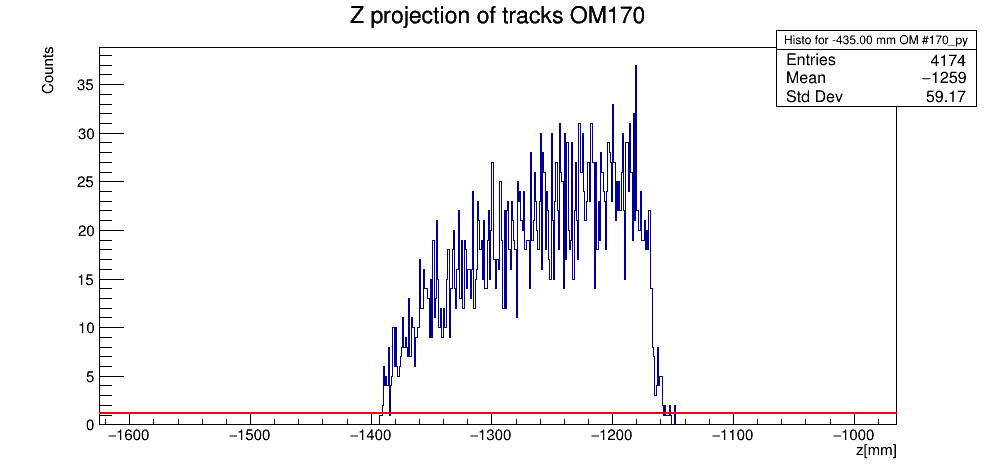 Z projection of tracks OM170
Histo for -435.00 mm OM #170_py
Entries 4174
Mean −1259
Std Dev 59.17
Counts
35
30
25
20
15
10
5
0
−1600 −1500 −1400 −1300 −1200 −1100 −1000
z[mm]